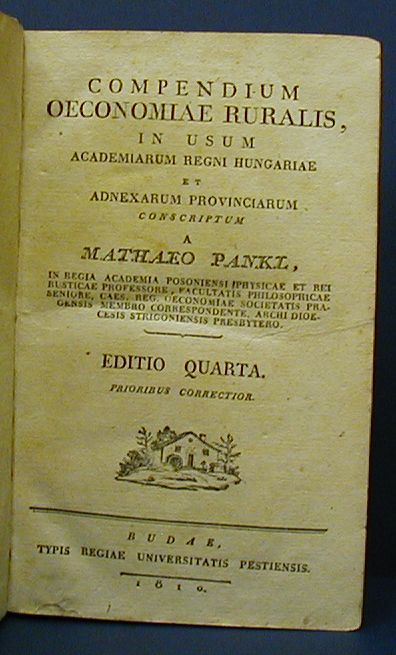 COMPENDIUM
OECONOMIAE RURALIS,
IN USUM
ACADEMIARUM REGNI HUNGARIAE
ET
ADNEXARUM PROVINCIARUM
CONSCRIPTUM
A
MATHAEO PANKL,
IN REGIA ACADEMIA POSONIENSI PHYSICAE ET REI
RUSTICAE PROFESSORE, FACULTATIS PHILOSOPHICAE
SENIORE, CAES. REG. OECONOMIAE SOCIETATIS PRA-
GENSIS MEMBRO CORRESPONDENTE, ARCHI DIOE-
CESIS STRIGONIENSIS PRESBYTERO.
EDITIO QUARTA.
PRIORIBUS CORRECTIOR.
BUDAE,
TYPIS REGIAE UNIVERSITATIS PESTIENSIS.
1810.